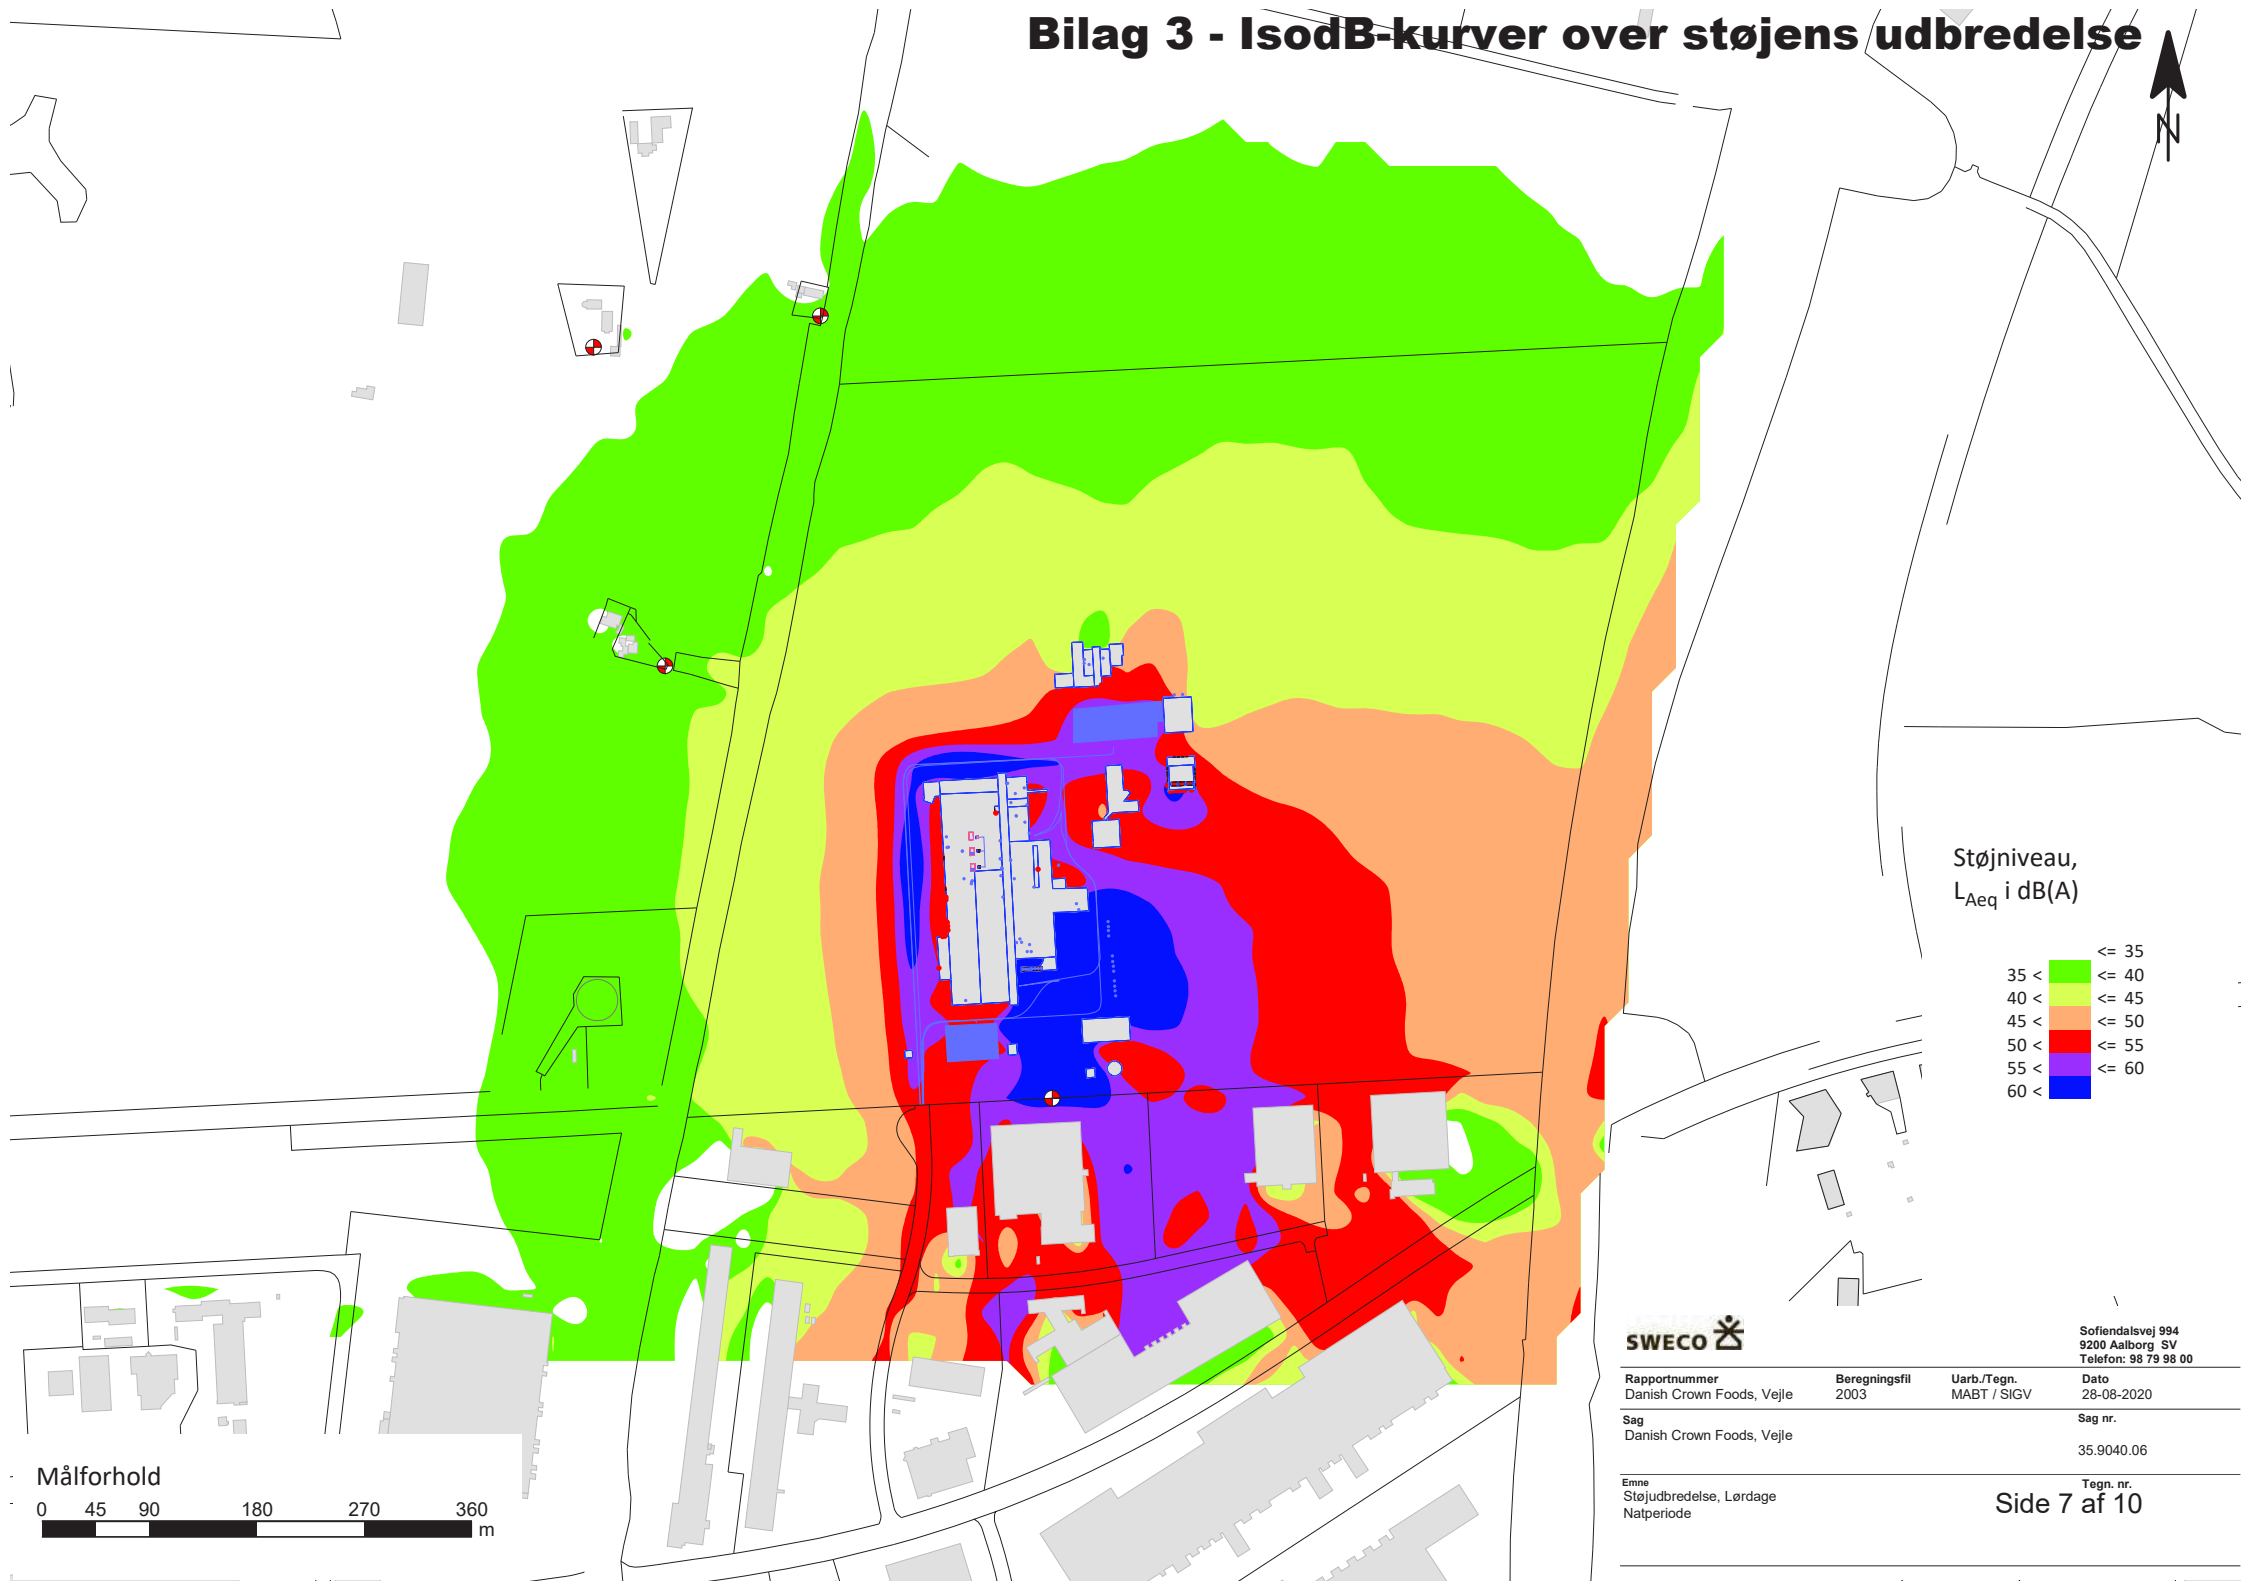 Bilag 3 - IsodB-kurver over støjens udbredelse
N
Støjniveau,
LAeq i dB(A)
<= 35
35 < <= 40
40 < <= 45
45 < <= 50
50 < <= 55
55 < <= 60
60 <
SWECO
Sofiendalsvej 994
9200 Aalborg SV
Telefon: 98 79 98 00
Rapportnummer Beregningsfil Uarb./Tegn. Dato
Danish Crown Foods, Vejle 2003 MABT / SIGV 28-08-2020
Sag Sag nr.
Danish Crown Foods, Vejle
35.9040.06
Emne Tegn. nr.
Støjudbredelse, Lørdage
Natperiode
Side 7 af 10
Målforhold
0 45 90 180 270 360
m